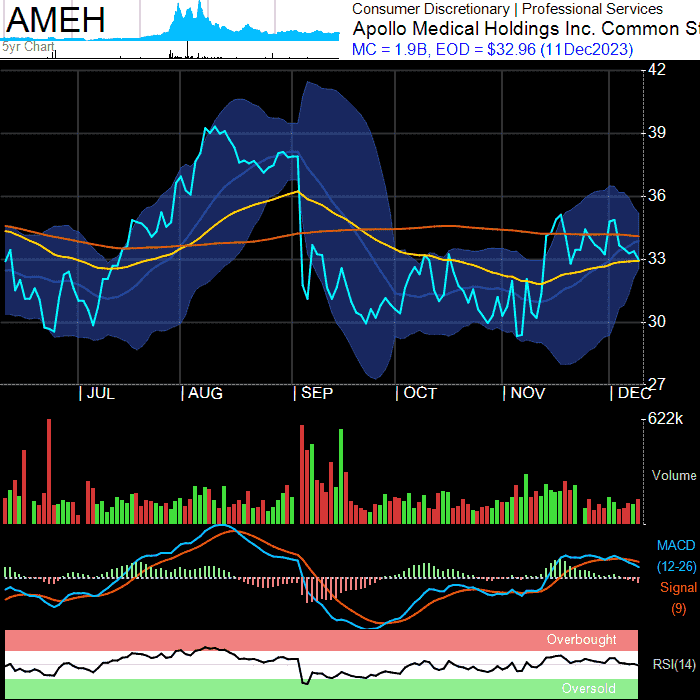 AMEH
5yr Chart
Consumer Discretionary | Professional Services
Apollo Medical Holdings Inc. Common St
MC = 1.9B, EOD = $32.96 (11Dec2023)
42
39
36
33
30
27
| JUL | AUG | SEP | OCT | NOV | DEC
622k
Volume
MACD
(12-26)
Signal
(9)
Overbought
RSI(14)
Oversold